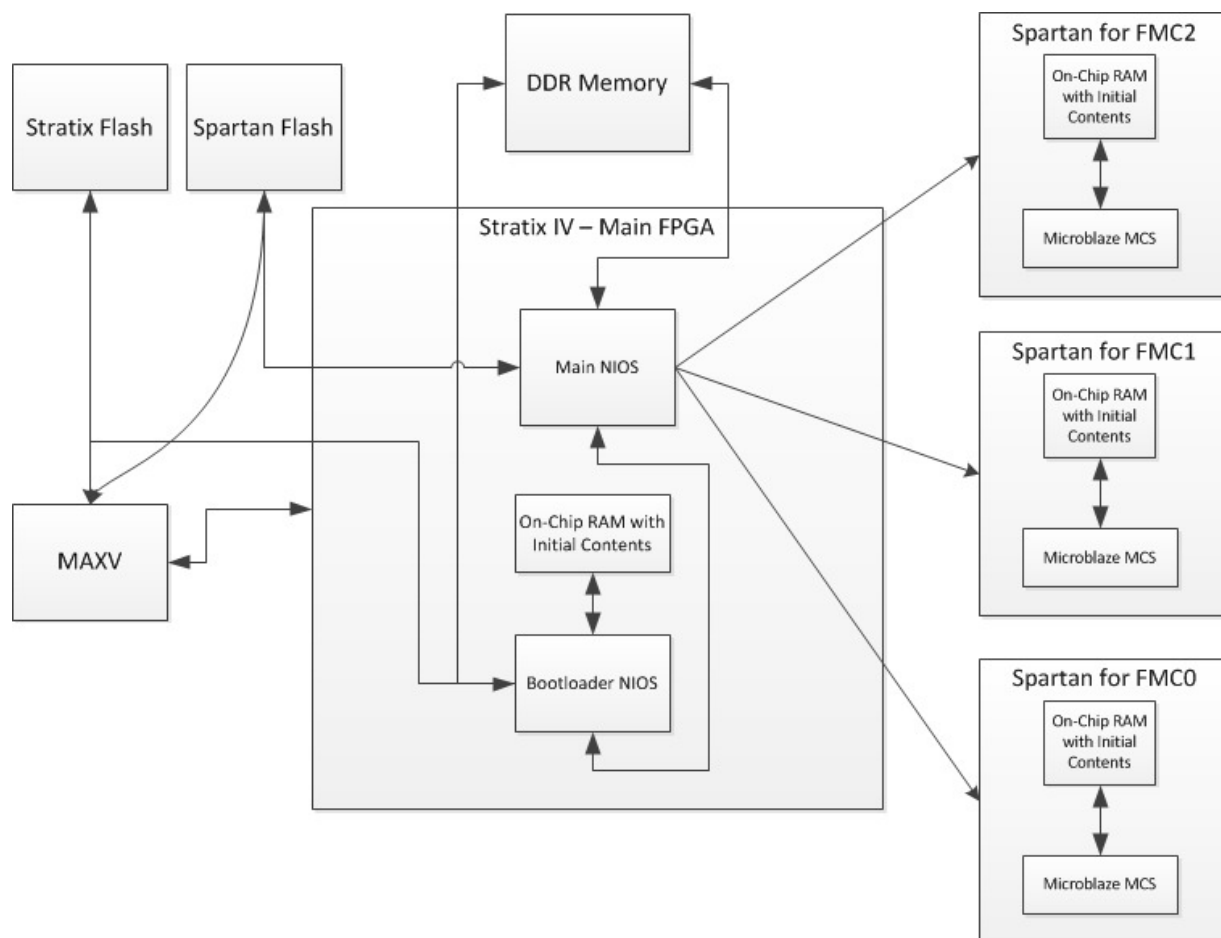 Stratix Flash
Spartan Flash
DDR Memory
Stratix IV – Main FPGA
Main NIOS
On-Chip RAM with
Initial Contents
Bootloader NIOS
MAXV
Spartan for FMC2
On-Chip RAM
with Initial
Contents
Microblaze MCS
Spartan for FMC1
On-Chip RAM
with Initial
Contents
Microblaze MCS
Spartan for FMC0
On-Chip RAM
with Initial
Contents
Microblaze MCS